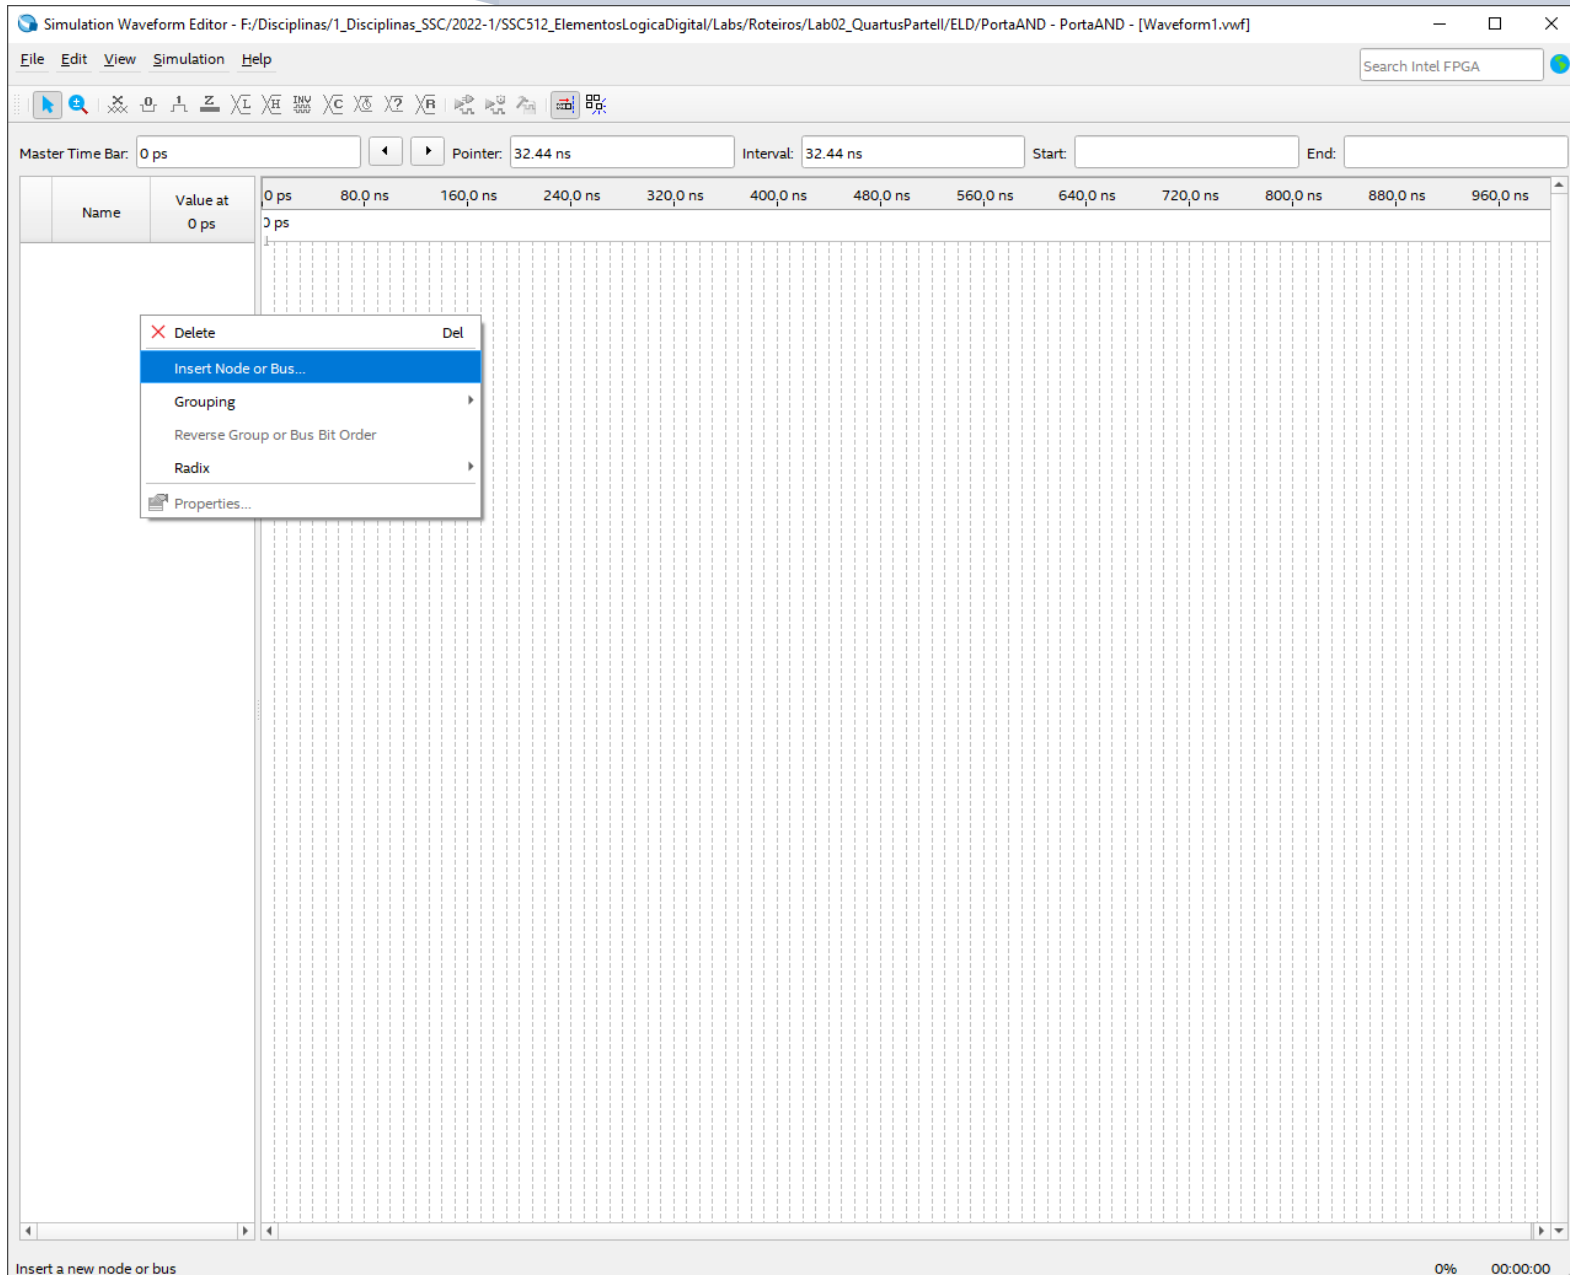 Simulation Waveform Editor - F:/Disciplinas/1_Disciplinas_SSC/2022-1/SSC512_ElementosLogicaDigital/Labs/Roteiros/Lab02_QuartusPartell/ELD/PortaAND - PortaAND - [Waveform1.vwf]
File Edit View Simulation Help
Search Intel FPGA
Master Time Bar: 0 ps Pointer: 32.44 ns Interval: 32.44 ns Start: End:
Name Value at 0 ps
0 ps 80.0 ns 160.0 ns 240.0 ns 320.0 ns 400.0 ns 480.0 ns 560.0 ns 640.0 ns 720.0 ns 800.0 ns 880.0 ns 960.0 ns
0 ps
Delete Del
Insert Node or Bus...
Grouping
Reverse Group or Bus Bit Order
Radix
Properties...
Insert a new node or bus 0% 00:00:00